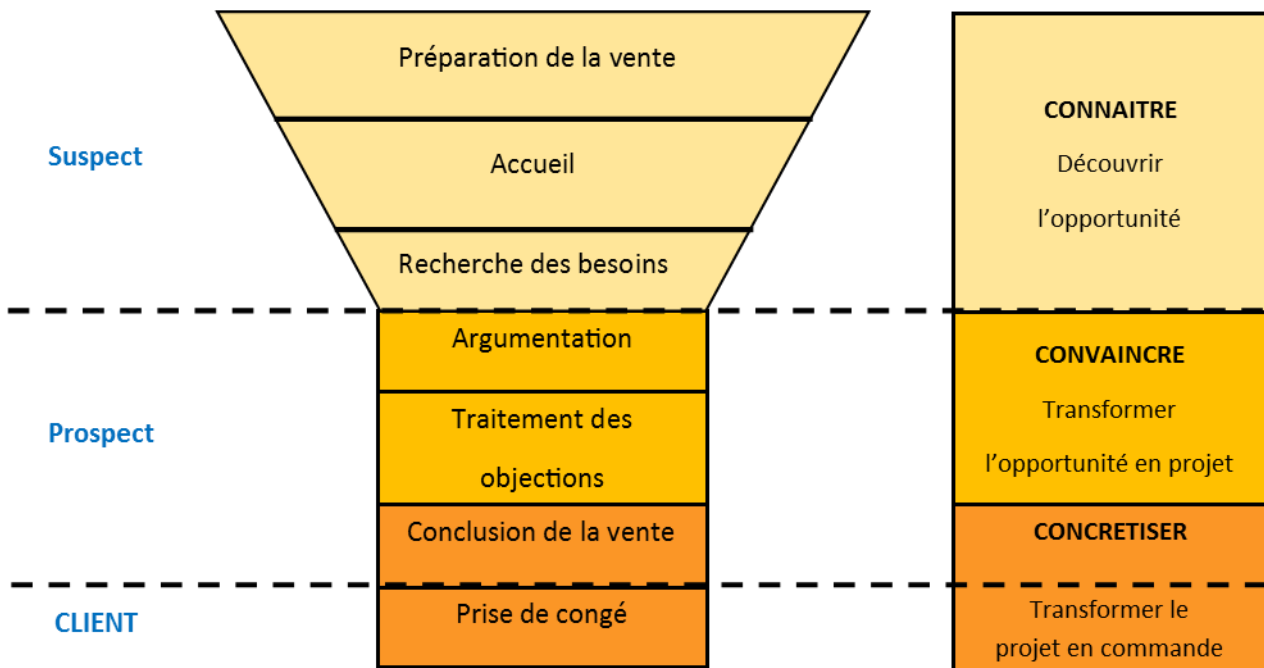 Suspect
Préparation de la vente
Accueil
Recherche des besoins
CONNAITRE
Découvrir
l’opportunité
Prospect
Argumentation
Traitement des
objections
Conclusion de la vente
CONVAINCRE
Transformer
l’opportunité en projet
CONCRETISER
CLIENT
Prise de congé
Transformer le
projet en commande